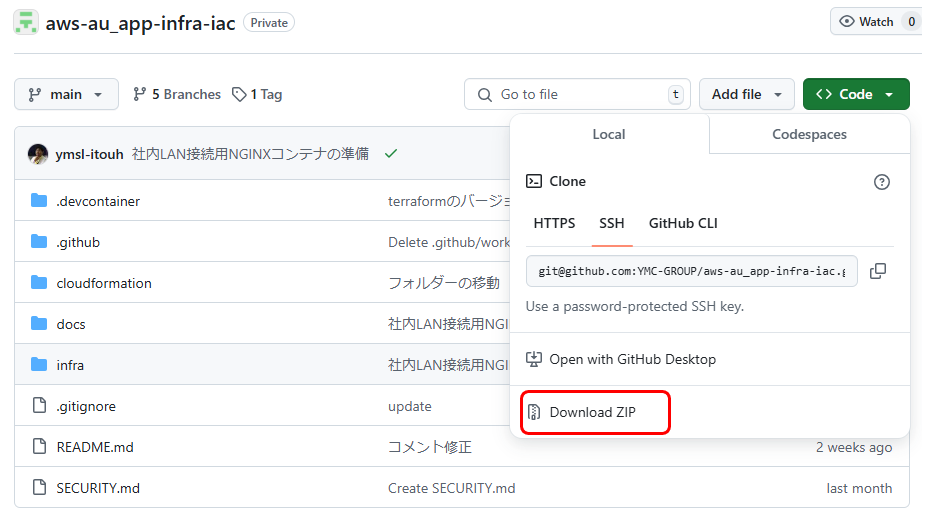 aws-au_app-infra-iac Private Watch 0
main 5 Branches 1 Tag Go to file t Add file Code
Local Codespaces
ymsl-itouh 社内LAN接続用NGINXコンテナの準備
Clone
.devcontainer terraformのバージョ
HTTPS SSH GitHub CLI
.github Delete .github/work
git@github.com:YMC-GROUP/aws-au_app-infra-iac.g
cloudformation フォルダーの移動
Use a password-protected SSH key.
docs 社内LAN接続用NGI
Open with GitHub Desktop
infra 社内LAN接続用NGI
.gitignore update
Download ZIP
README.md コメント修正 2 weeks ago
SECURITY.md Create SECURITY.md last month